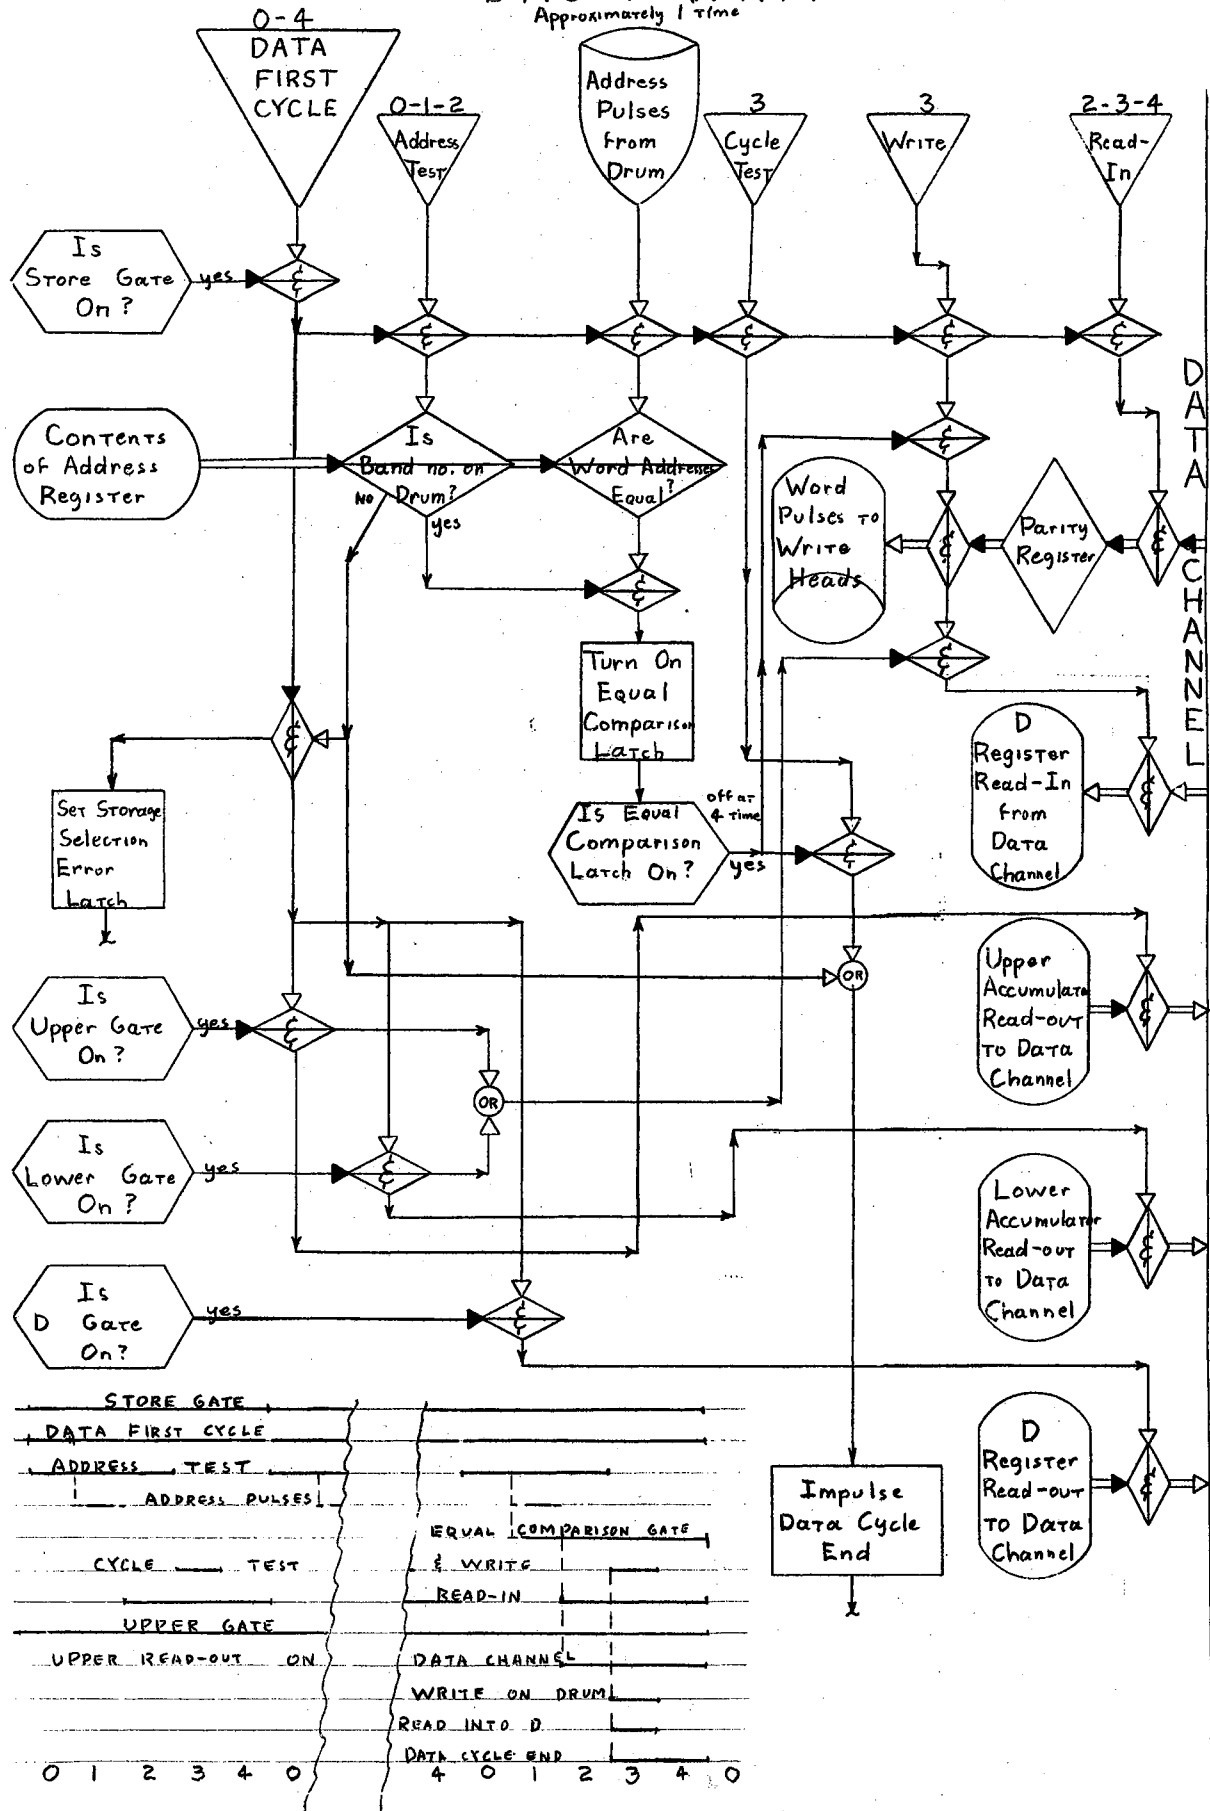 Approximately 1 Time
0-4
DATA
FIRST
CYCLE
0-1-2
Address
Test
Address
Pulses
from
Drum
3
Cycle
Test
3
Write
2-3-4
Read-
In
Is
Store Gate
On?
yes
&
&
&
&
&
&
DATA CHANNEL
Contents
of Address
Register
Is
Band no. on
Drum?
No
yes
Are
Word Addresses
Equal?
&
Word
Pulses to
Write
Heads
&
Parity
Register
&
&
Turn On
Equal
Comparison
Latch
&
D
Register
Read-In
from
Data
Channel
&
&
Set Storage
Selection
Error
Latch
Is Equal
Comparison
Latch On?
off at
4 time
yes
&
OR
Upper
Accumulator
Read-out
to Data
Channel
&
Is
Upper Gate
On?
yes
&
OR
Is
Lower Gate
On?
yes
&
Lower
Accumulator
Read-out
to Data
Channel
&
Is
D Gate
On?
yes
&
D
Register
Read-out
to Data
Channel
&
Impulse
Data Cycle
End
STORE GATE
DATA FIRST CYCLE
ADDRESS TEST
ADDRESS PULSES
EQUAL COMPARISON GATE
CYCLE TEST & WRITE
READ-IN
UPPER GATE
UPPER READ-OUT ON DATA CHANNEL
WRITE ON DRUM
READ INTO D
DATA CYCLE END
0 1 2 3 4 0 4 0 1 2 3 4 0